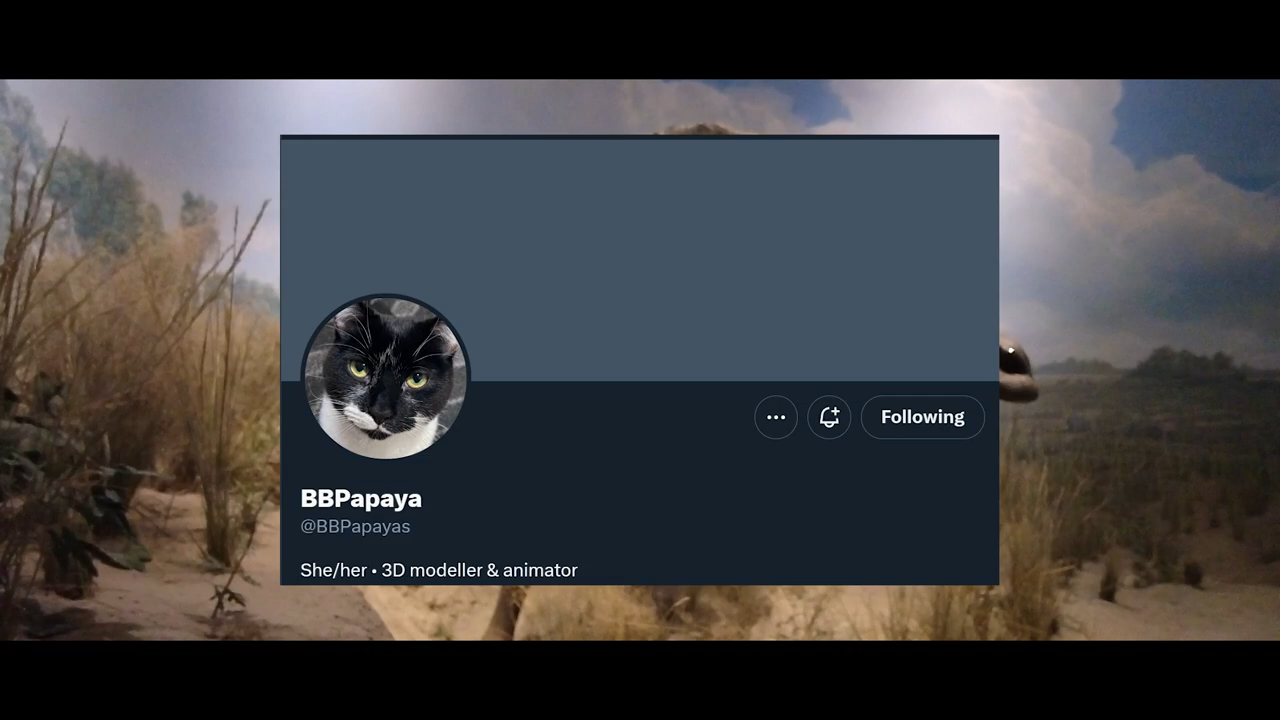 Following
BBPapaya
@BBPapayas
She/her • 3D modeller & animator